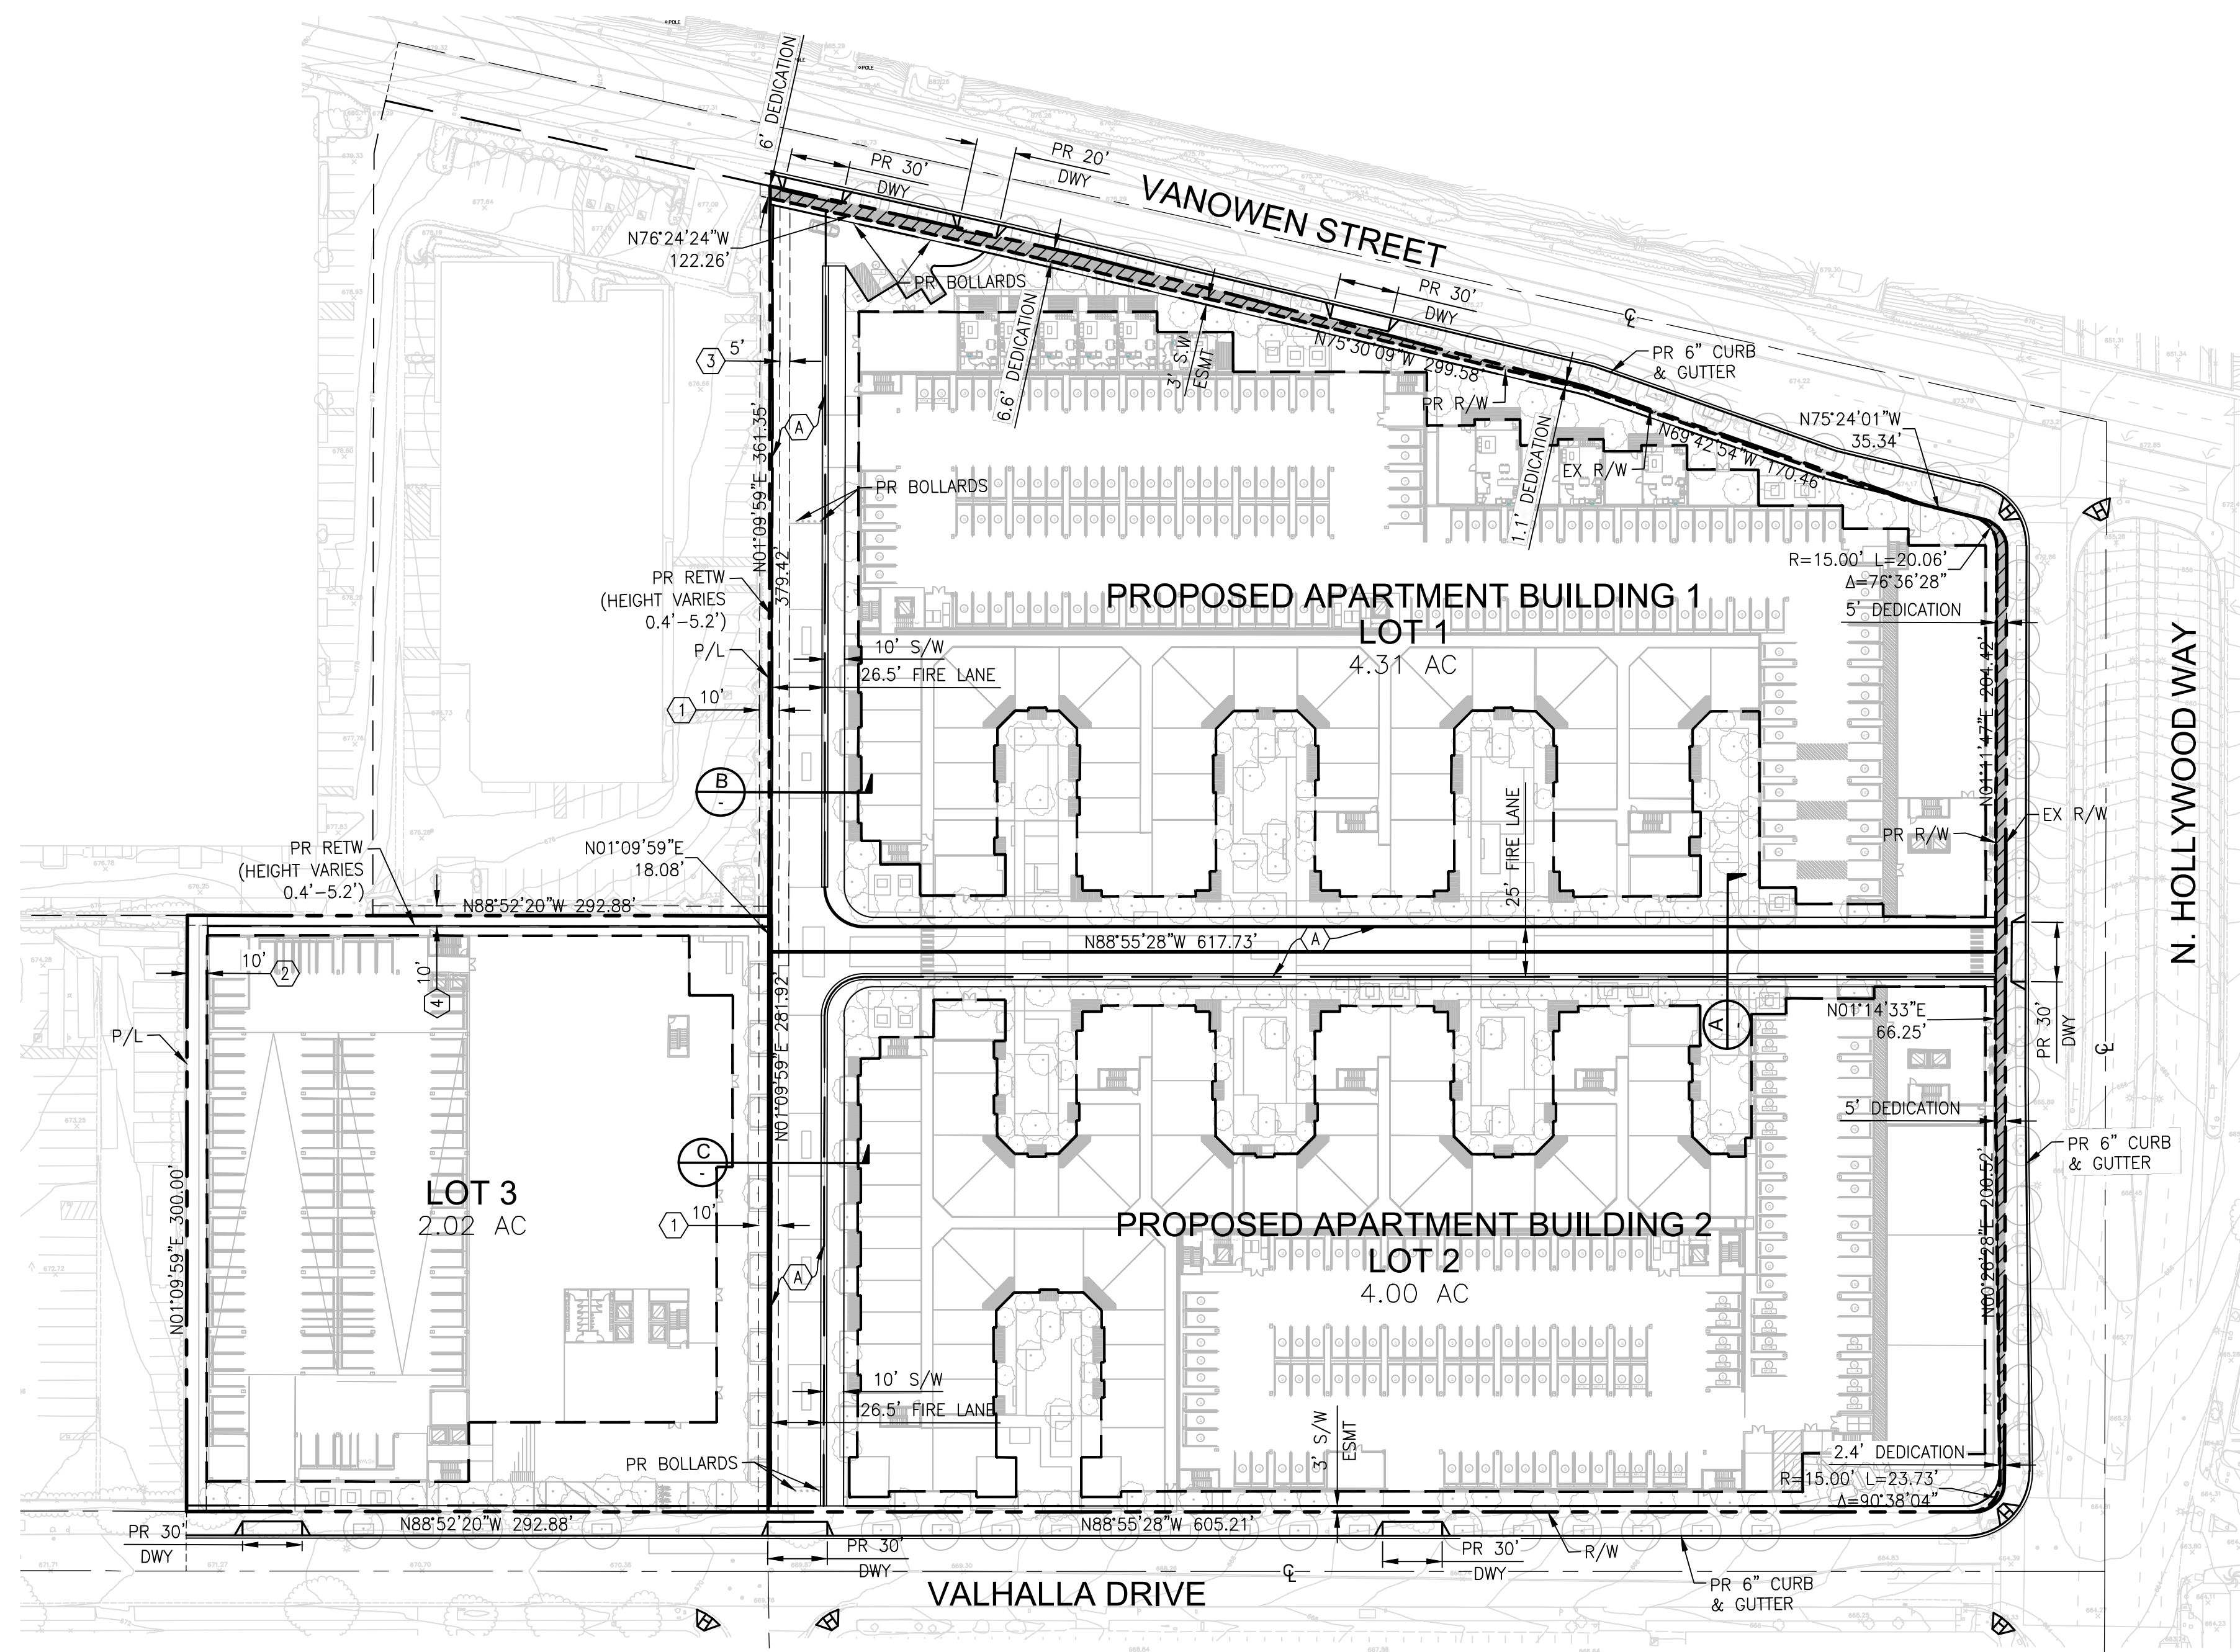 6' DEDICATION
PR 30'
DWY
PR 20'
DWY
VANOWEN STREET
N76°24'24"W
122.26'
PR BOLLARDS
PR 30'
DWY
6.6' DEDICATION
3' S.W
ESMT
N75°30'09"W 299.58'
PR 6" CURB
& GUTTER
3
5'
A
PR R/W
1.1' DEDICATION
EX R/W
N69°42'54"W 170.46'
N75°24'01"W
35.34'
N01°09'59"E 361.35'
379.42'
PR BOLLARDS
PR RETW
(HEIGHT VARIES
0.4'-5.2')
P/L
PROPOSED APARTMENT BUILDING 1
LOT 1
4.31 AC
R=15.00' L=20.06'
Δ=76°36'28"
5' DEDICATION
10' S/W
26.5' FIRE LANE
1
10'
N01°11'47"E 204.42'
N. HOLLYWOOD WAY
B
-
25' FIRE LANE
PR R/W
EX R/W
PR RETW
(HEIGHT VARIES
0.4'-5.2')
N01°09'59"E
18.08'
N88°52'20"W 292.88'
N88°55'28"W 617.73'
A
10'
2
10'
4
P/L
N01°09'59"E 281.92'
A
-
N01°14'33"E
66.25'
PR 30'
DWY
5' DEDICATION
PR 6" CURB
& GUTTER
C
-
LOT 3
2.02 AC
1
10'
A
PROPOSED APARTMENT BUILDING 2
LOT 2
4.00 AC
N01°09'59"E 300.00'
N00°26'28"E 200.52'
10' S/W
26.5' FIRE LANE
3' S/W
ESMT
PR BOLLARDS
2.4' DEDICATION
R=15.00' L=23.73'
Δ=90°38'04"
N88°52'20"W 292.88'
N88°55'28"W 605.21'
PR 30'
DWY
PR 30'
DWY
PR 30'
DWY
R/W
PR 6" CURB
& GUTTER
VALHALLA DRIVE